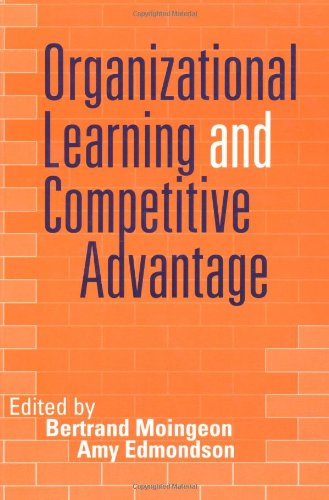 Organizational
Learning and
Competitive
Advantage
Edited by
Bertrand Moingeon
Amy Edmondson